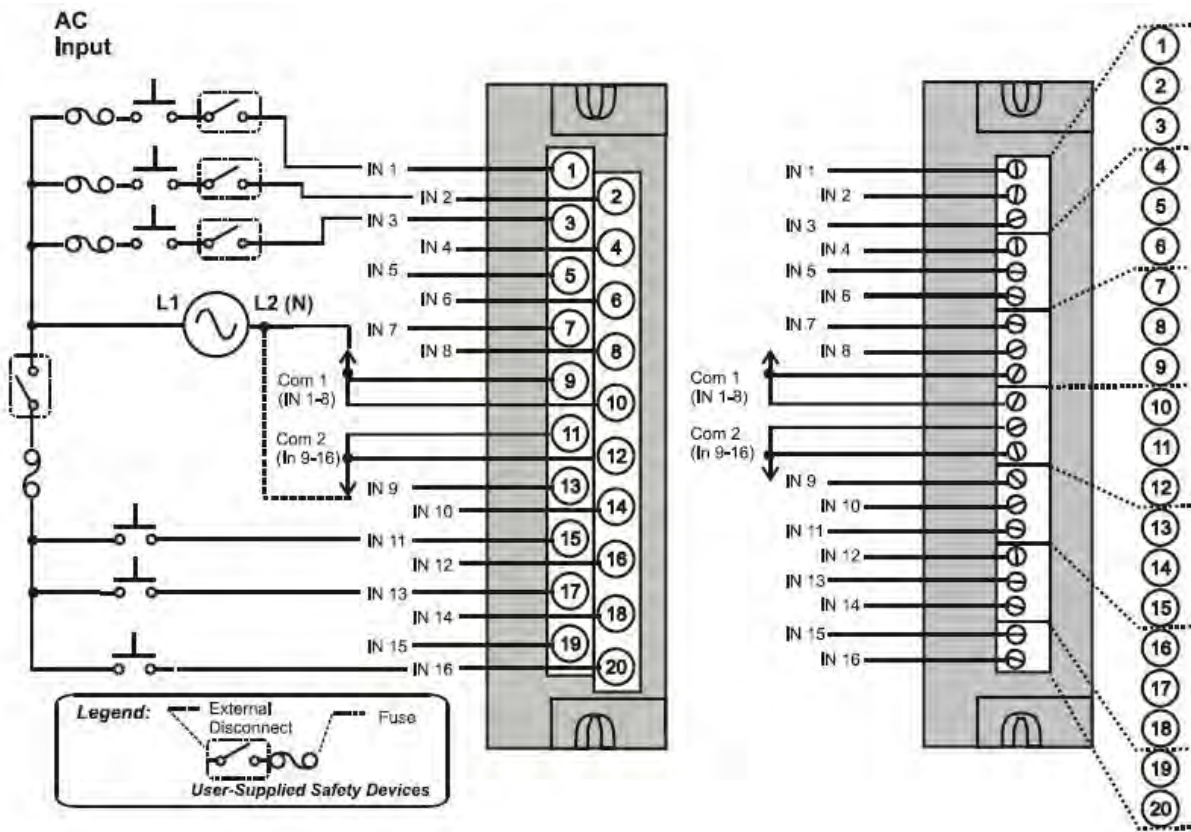 AC
Input
L1
L2 (N)
IN 1
IN 2
IN 3
IN 4
IN 5
IN 6
IN 7
IN 8
Com 1
(IN 1-8)
Com 2
(In 9-16)
IN 9
IN 10
IN 11
IN 12
IN 13
IN 14
IN 15
IN 16
1
2
3
4
5
6
7
8
9
10
11
12
13
14
15
16
17
18
19
20
Legend:
External
Disconnect
Fuse
User-Supplied Safety Devices
IN 1
IN 2
IN 3
IN 4
IN 5
IN 6
IN 7
IN 8
Com 1
(IN 1-8)
Com 2
(In 9-16)
IN 9
IN 10
IN 11
IN 12
IN 13
IN 14
IN 15
IN 16
1
2
3
4
5
6
7
8
9
10
11
12
13
14
15
16
17
18
19
20